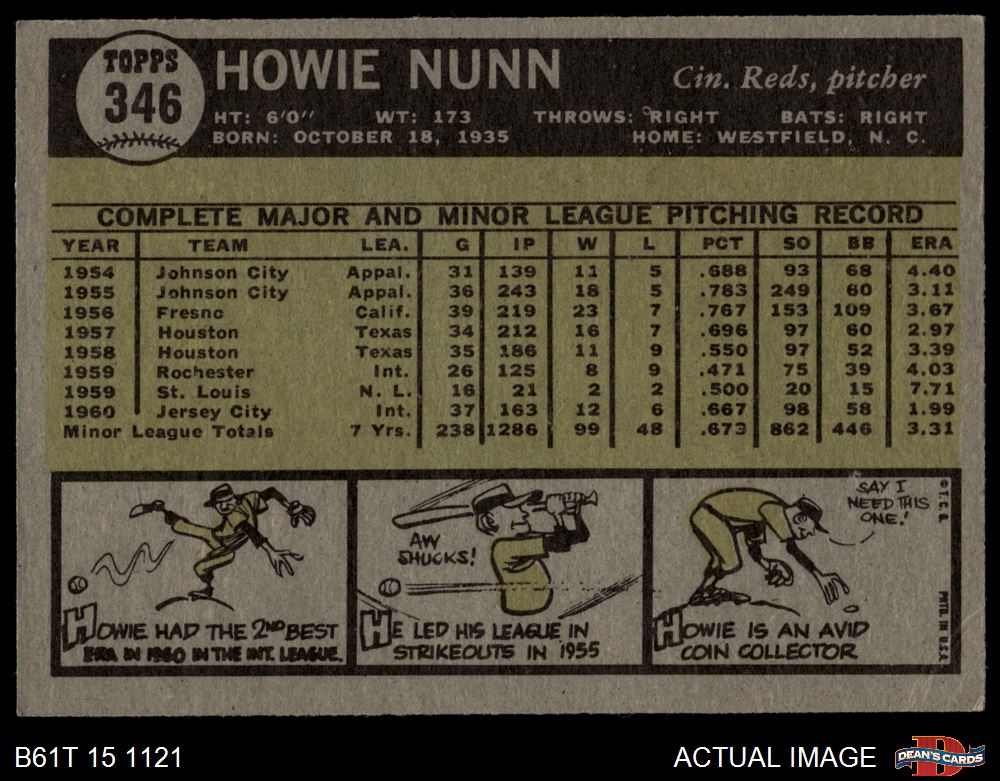 TOPPS
346
HOWIE NUNN
Cin. Reds, pitcher
HT: 6'0" WT: 173 THROWS: RIGHT BATS: RIGHT
BORN: OCTOBER 18, 1935 HOME: WESTFIELD, N. C.
COMPLETE MAJOR AND MINOR LEAGUE PITCHING RECORD
YEAR TEAM LEA. G IP W L PCT SO BB ERA
1954 Johnson City Appal. 31 139 11 5 .688 93 68 4.40
1955 Johnson City Appal. 36 243 18 5 .783 249 60 3.11
1956 Fresno Calif. 39 219 23 7 .767 153 109 3.67
1957 Houston Texas 34 212 16 7 .696 97 60 2.97
1958 Houston Texas 35 186 11 9 .550 97 52 3.39
1959 Rochester Int. 26 125 8 9 .471 75 39 4.03
1959 St. Louis N. L. 16 21 2 2 .500 20 15 7.71
1960 Jersey City Int. 37 163 12 6 .667 98 58 1.99
Minor League Totals 7 Yrs. 238 1286 99 48 .673 862 446 3.31
HOWIE HAD THE 2ND BEST
ERA IN 1960 IN THE INT. LEAGUE.
AW
SHUCKS!
HE LED HIS LEAGUE IN
STRIKEOUTS IN 1955
SAY I
NEED THIS
ONE!
HOWIE IS AN AVID
COIN COLLECTOR
© T. C. G.
PRTD. IN U.S.A.
B61T 15 1121
ACTUAL IMAGE
D
DEAN'S CARDS